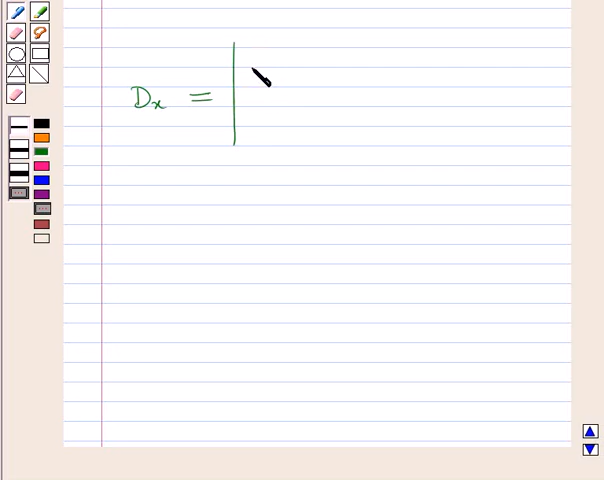 Dx = |